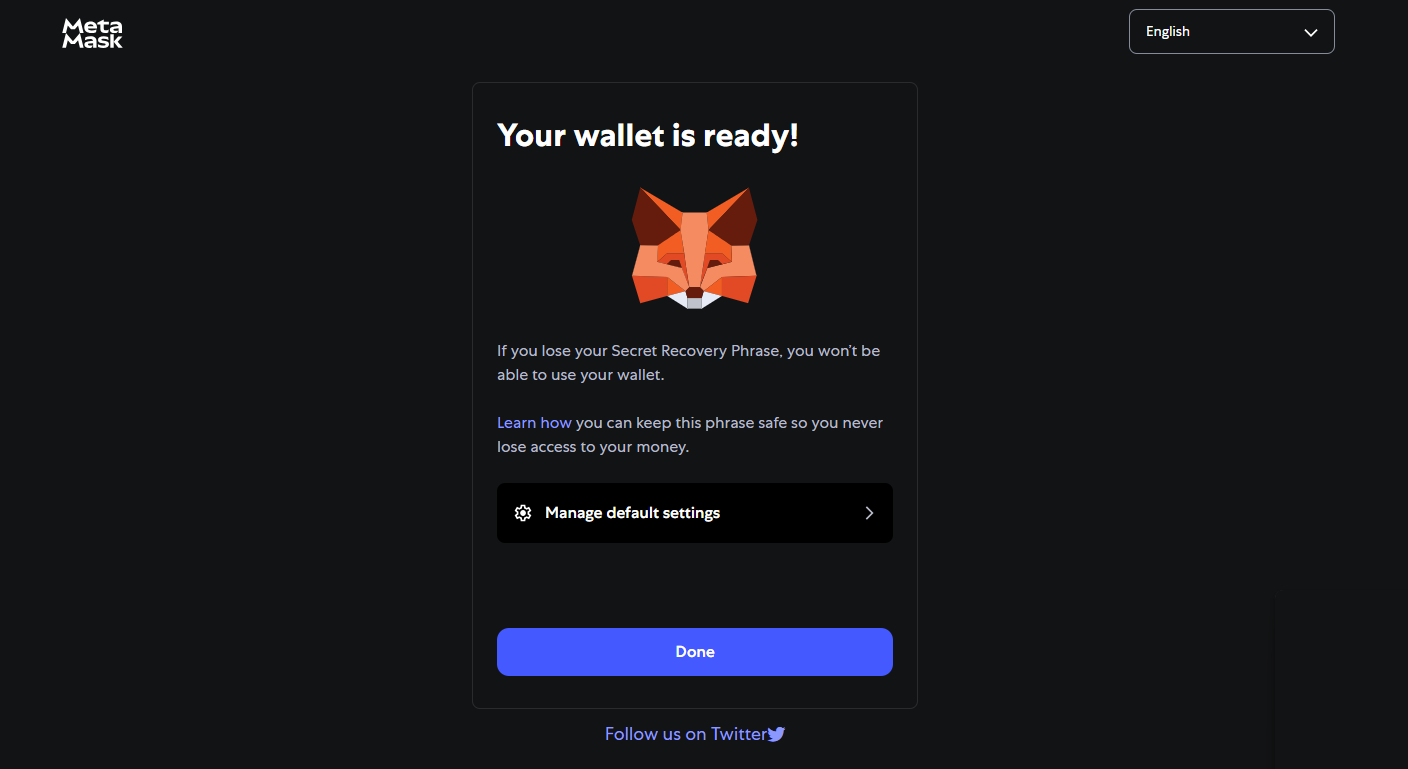 Meta
Mask
English
Your wallet is ready!
If you lose your Secret Recovery Phrase, you won’t be
able to use your wallet.
Learn how you can keep this phrase safe so you never
lose access to your money.
Manage default settings
Done
Follow us on Twitter